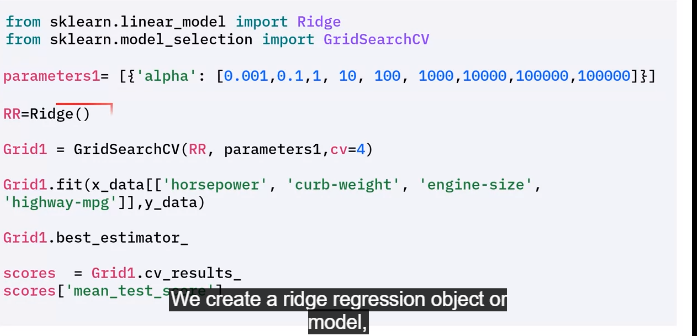 from sklearn.linear_model import Ridge
from sklearn.model_selection import GridSearchCV
parameters1= [{'alpha': [0.001,0.1,1, 10, 100, 1000,10000,100000,100000]}]
RR=Ridge()
Grid1 = GridSearchCV(RR, parameters1,cv=4)
Grid1.fit(x_data[['horsepower', 'curb-weight', 'engine-size',
'highway-mpg']],y_data)
Grid1.best_estimator_
scores = Grid1.cv_results_
scores['mean_test_score']
We create a ridge regression object or
model,